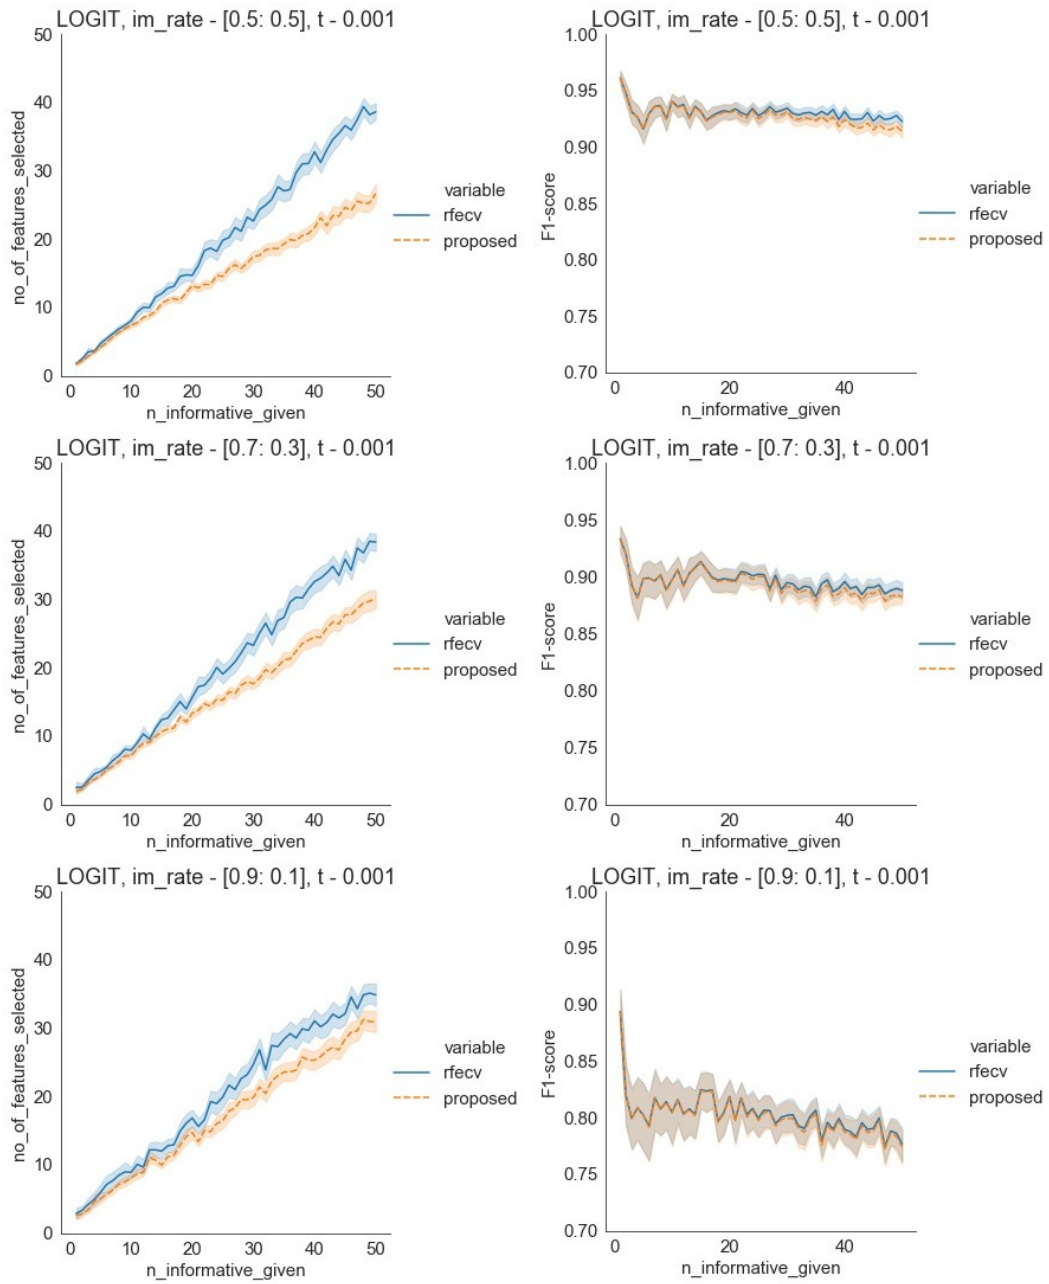 LOGIT, im_rate - [0.5: 0.5], t - 0.001
50
40
30
20
10
0
no_of_features_selected
0 10 20 30 40 50
n_informative_given
variable
rfecv
proposed
LOGIT, im_rate - [0.5: 0.5], t - 0.001
1.00
0.95
0.90
0.85
0.80
0.75
0.70
F1-score
0 20 40
n_informative_given
variable
rfecv
proposed
LOGIT, im_rate - [0.7: 0.3], t - 0.001
50
40
30
20
10
0
no_of_features_selected
0 10 20 30 40 50
n_informative_given
variable
rfecv
proposed
LOGIT, im_rate - [0.7: 0.3], t - 0.001
1.00
0.95
0.90
0.85
0.80
0.75
0.70
F1-score
0 20 40
n_informative_given
variable
rfecv
proposed
LOGIT, im_rate - [0.9: 0.1], t - 0.001
50
40
30
20
10
0
no_of_features_selected
0 10 20 30 40 50
n_informative_given
variable
rfecv
proposed
LOGIT, im_rate - [0.9: 0.1], t - 0.001
1.00
0.95
0.90
0.85
0.80
0.75
0.70
F1-score
0 20 40
n_informative_given
variable
rfecv
proposed